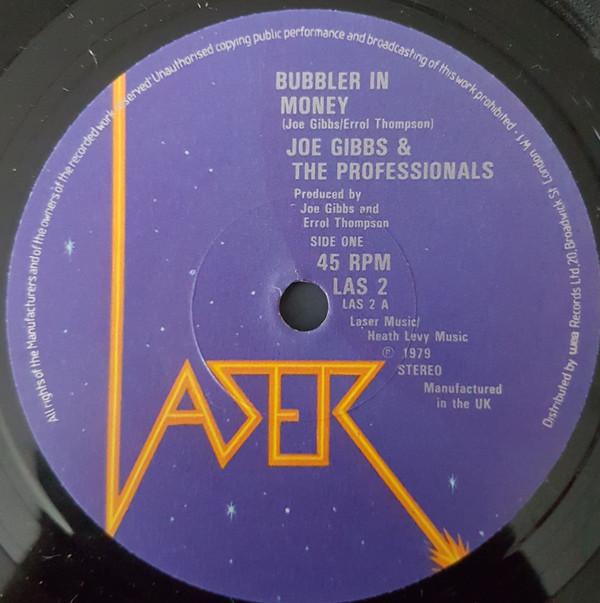 BUBBLER IN
MONEY
(Joe Gibbs/Errol Thompson)
JOE GIBBS &
THE PROFESSIONALS
Produced by
Joe Gibbs and
Errol Thompson
SIDE ONE
45 RPM
LAS 2
LAS 2 A
Laser Music/
Heath Levy Music
℗ 1979
STEREO
Manufactured
in the UK
LASER
All rights of the Manufacturers and of the owners of the recorded work reserved Unauthorised copying public performance and broadcasting of this work prohibited ·
Distributed by wea Records Ltd, 20, Broadwick St London W1